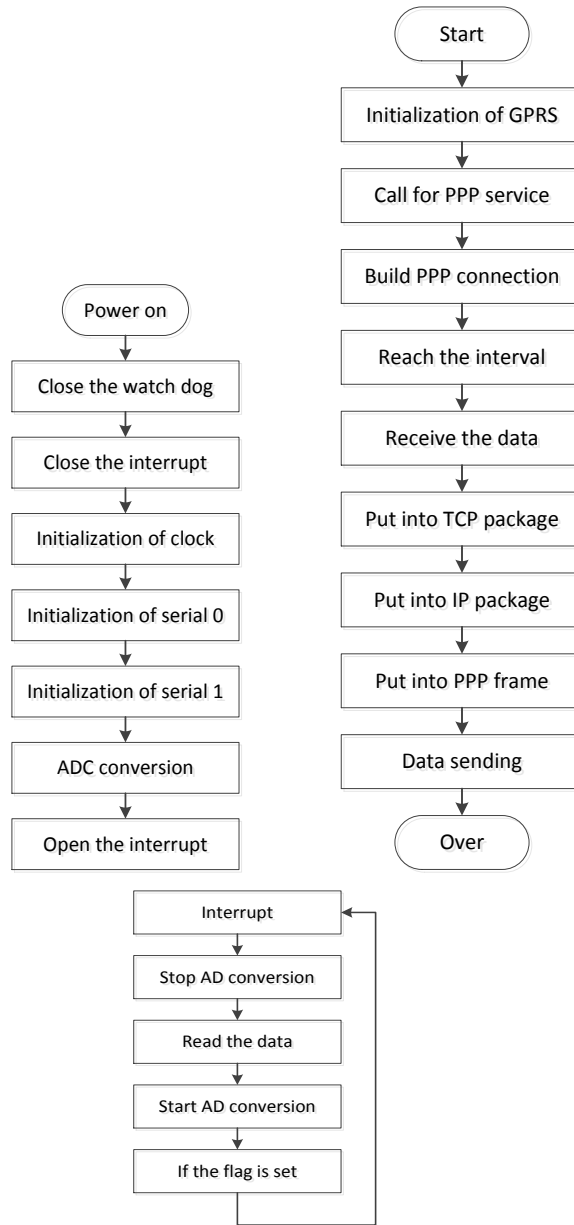 Power on
Close the watch dog
Close the interrupt
Initialization of clock
Initialization of serial 0
Initialization of serial 1
ADC conversion
Open the interrupt
Start
Initialization of GPRS
Call for PPP service
Build PPP connection
Reach the interval
Receive the data
Put into TCP package
Put into IP package
Put into PPP frame
Data sending
Over
Interrupt
Stop AD conversion
Read the data
Start AD conversion
If the flag is set